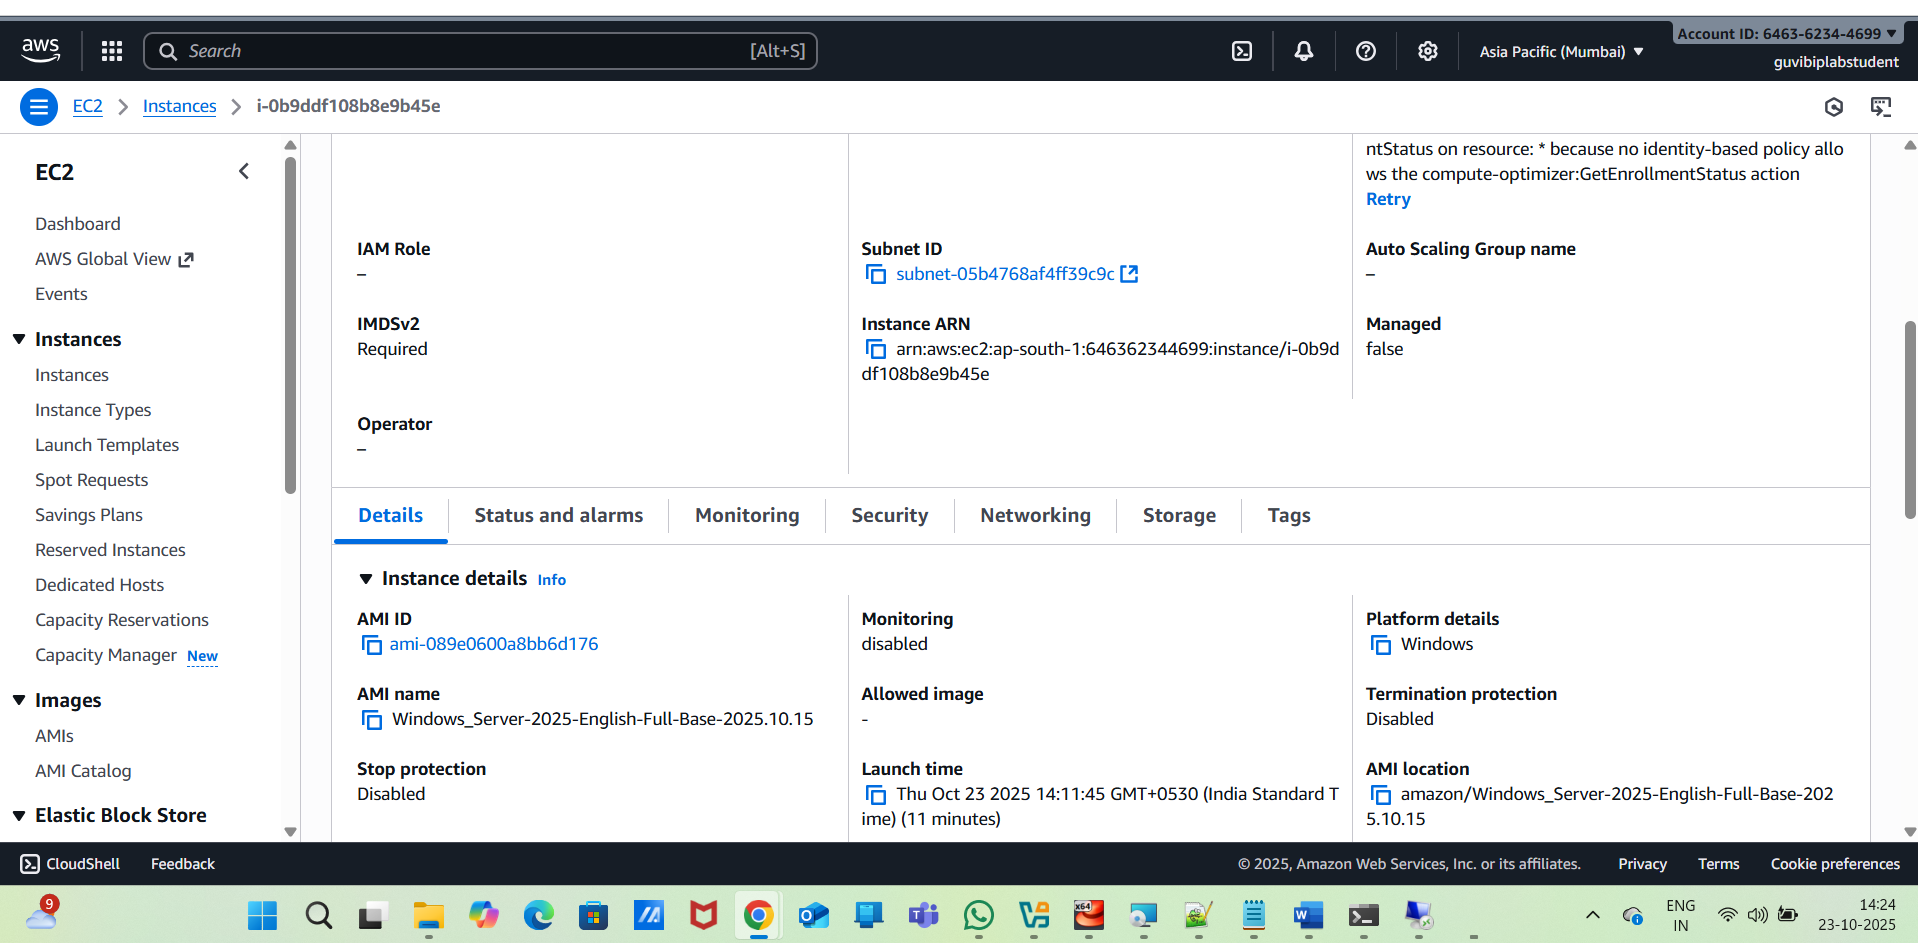 aws
Search
[Alt+S]
Asia Pacific (Mumbai)
Account ID: 6463-6234-4699
guvibiplabstudent
EC2
Instances
i-0b9ddf108b8e9b45e
EC2
Dashboard
AWS Global View
Events
Instances
Instances
Instance Types
Launch Templates
Spot Requests
Savings Plans
Reserved Instances
Dedicated Hosts
Capacity Reservations
Capacity Manager New
Images
AMIs
AMI Catalog
Elastic Block Store
ntStatus on resource: * because no identity-based policy allo
ws the compute-optimizer:GetEnrollmentStatus action
Retry
IAM Role
–
Subnet ID
subnet-05b4768af4ff39c9c
Auto Scaling Group name
–
IMDSv2
Required
Instance ARN
arn:aws:ec2:ap-south-1:646362344699:instance/i-0b9d
df108b8e9b45e
Managed
false
Operator
–
Details
Status and alarms
Monitoring
Security
Networking
Storage
Tags
Instance details Info
AMI ID
ami-089e0600a8bb6d176
Monitoring
disabled
Platform details
Windows
AMI name
Windows_Server-2025-English-Full-Base-2025.10.15
Allowed image
-
Termination protection
Disabled
Stop protection
Disabled
Launch time
Thu Oct 23 2025 14:11:45 GMT+0530 (India Standard T
ime) (11 minutes)
AMI location
amazon/Windows_Server-2025-English-Full-Base-202
5.10.15
CloudShell
Feedback
© 2025, Amazon Web Services, Inc. or its affiliates.
Privacy
Terms
Cookie preferences
9
x64
ENG
IN
14:24
23-10-2025